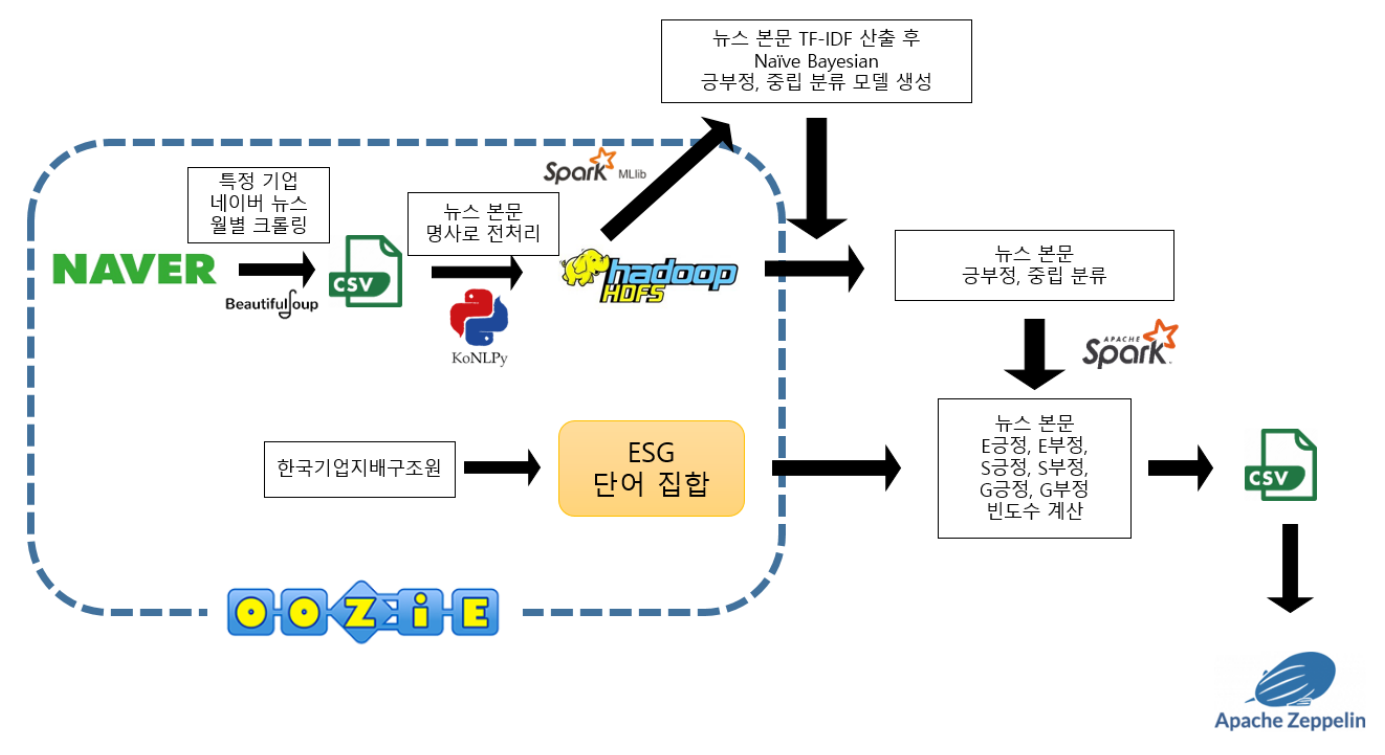 뉴스 본문 TF-IDF 산출 후
Naïve Bayesian
긍부정, 중립 분류 모델 생성
Spark MLlib
특정 기업
네이버 뉴스
월별 크롤링
뉴스 본문
명사로 전처리
NAVER
BeautifulSoup
CSV
KoNLPy
hadoop
HDFS
뉴스 본문
긍부정, 중립 분류
APACHE
Spark
한국기업지배구조원
ESG
단어 집합
뉴스 본문
E긍정, E부정,
S긍정, S부정,
G긍정, G부정
빈도수 계산
CSV
OOZiE
Apache Zeppelin